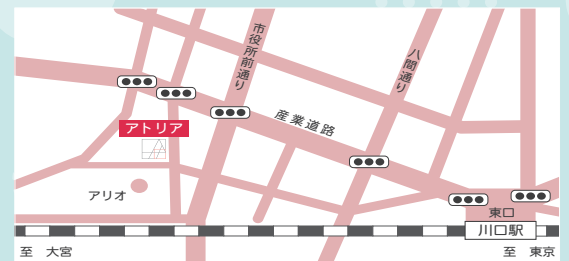 市役所前通り
八間通り
産業道路
アトリア
アリオ
東口
川口駅
至 大宮
至 東京